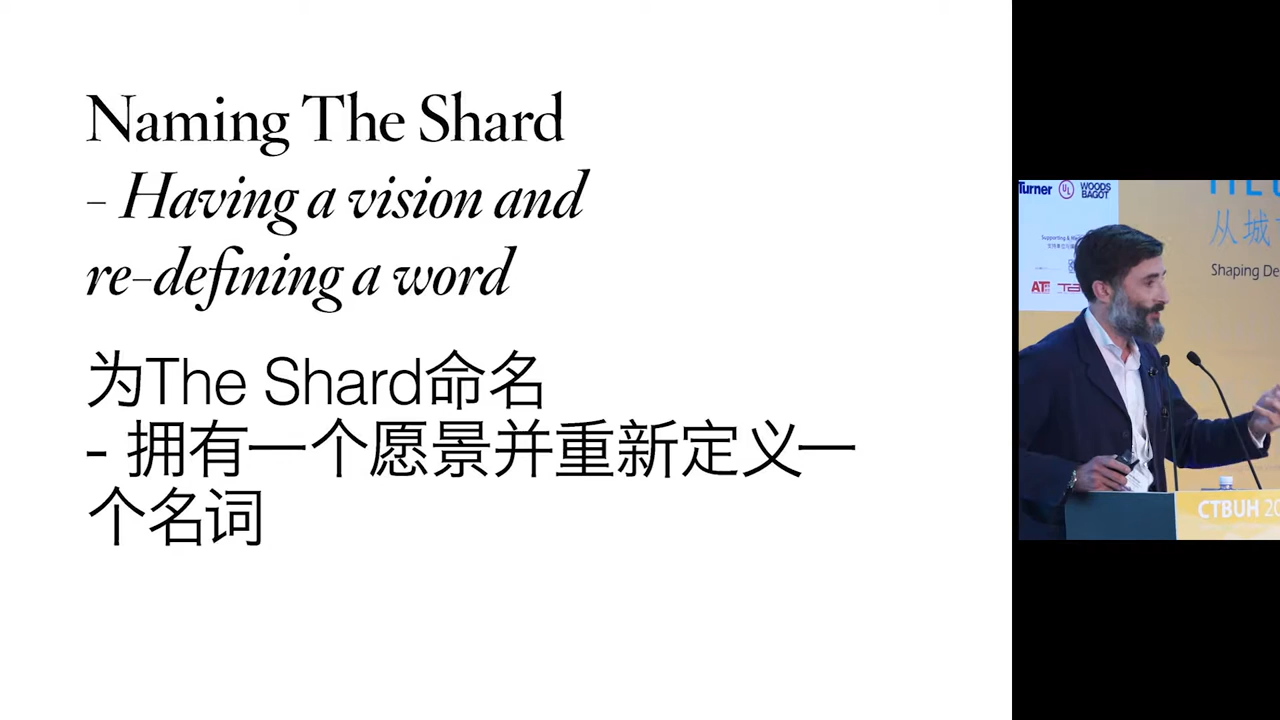 Naming The Shard
– Having a vision and
re-defining a word
为The Shard命名
- 拥有一个愿景并重新定义一
个名词
Turner
UL
WOODS
BAGOT
从城
Shaping De
CTBUH 20